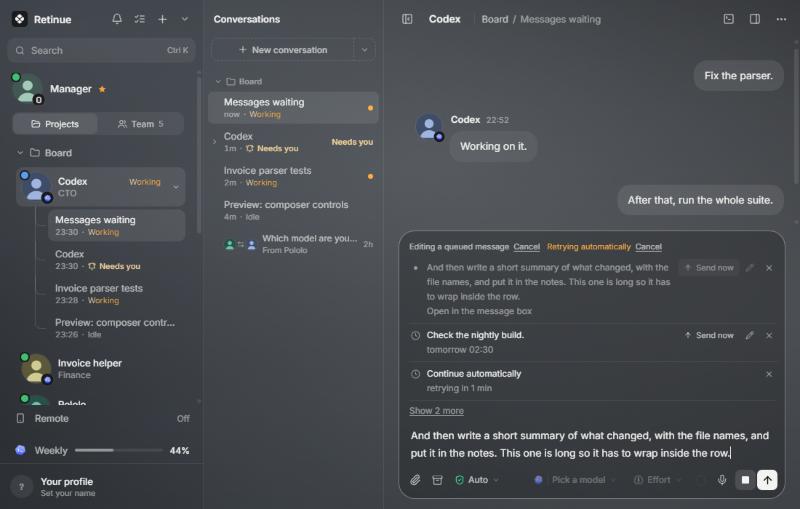 Retinue
Search
Ctrl K
Manager
Projects
Team 5
Board
Codex
Working
CTO
Messages waiting
23:30 · Working
Codex
23:30 · Needs you
Invoice parser tests
23:28 · Working
Preview: composer contr...
23:26 · Idle
Invoice helper
Finance
Pololo
Remote
Off
Weekly
44%
?
Your profile
Set your name
Conversations
+ New conversation
Board
Messages waiting
now · Working
Codex
1m · Needs you
Needs you
Invoice parser tests
2m · Working
Preview: composer controls
4m · Idle
Which model are you...
2h
From Pololo
Codex
Board / Messages waiting
Fix the parser.
Codex 22:52
Working on it.
After that, run the whole suite.
Editing a queued message Cancel Retrying automatically Cancel
And then write a short summary of what changed, with the
file names, and put it in the notes. This one is long so it has
to wrap inside the row.
Open in the message box
Send now
Check the nightly build.
tomorrow 02:30
Send now
Continue automatically
retrying in 1 min
Show 2 more
And then write a short summary of what changed, with the file names, and
put it in the notes. This one is long so it has to wrap inside the row.
Auto
Pick a model
Effort